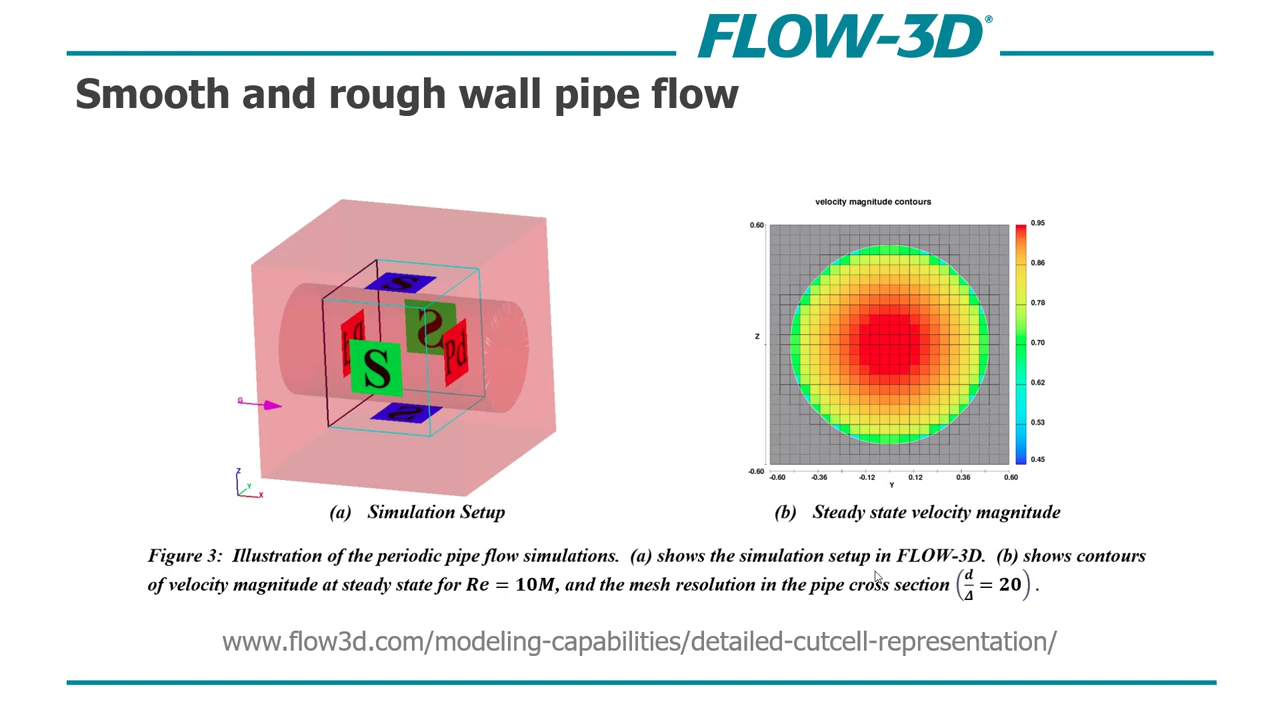 FLOW-3D®
Smooth and rough wall pipe flow
velocity magnitude contours
S
S
S
S
Pd
Pd
G
Z
Y
X
0.60
Z
-0.60
-0.60 -0.36 -0.12 0.12 0.36 0.60
Y
0.95
0.86
0.78
0.70
0.62
0.53
0.45
(a) Simulation Setup
(b) Steady state velocity magnitude
Figure 3: Illustration of the periodic pipe flow simulations. (a) shows the simulation setup in FLOW-3D. (b) shows contours
of velocity magnitude at steady state for Re = 10M, and the mesh resolution in the pipe cross section (d/Δ = 20) .
www.flow3d.com/modeling-capabilities/detailed-cutcell-representation/